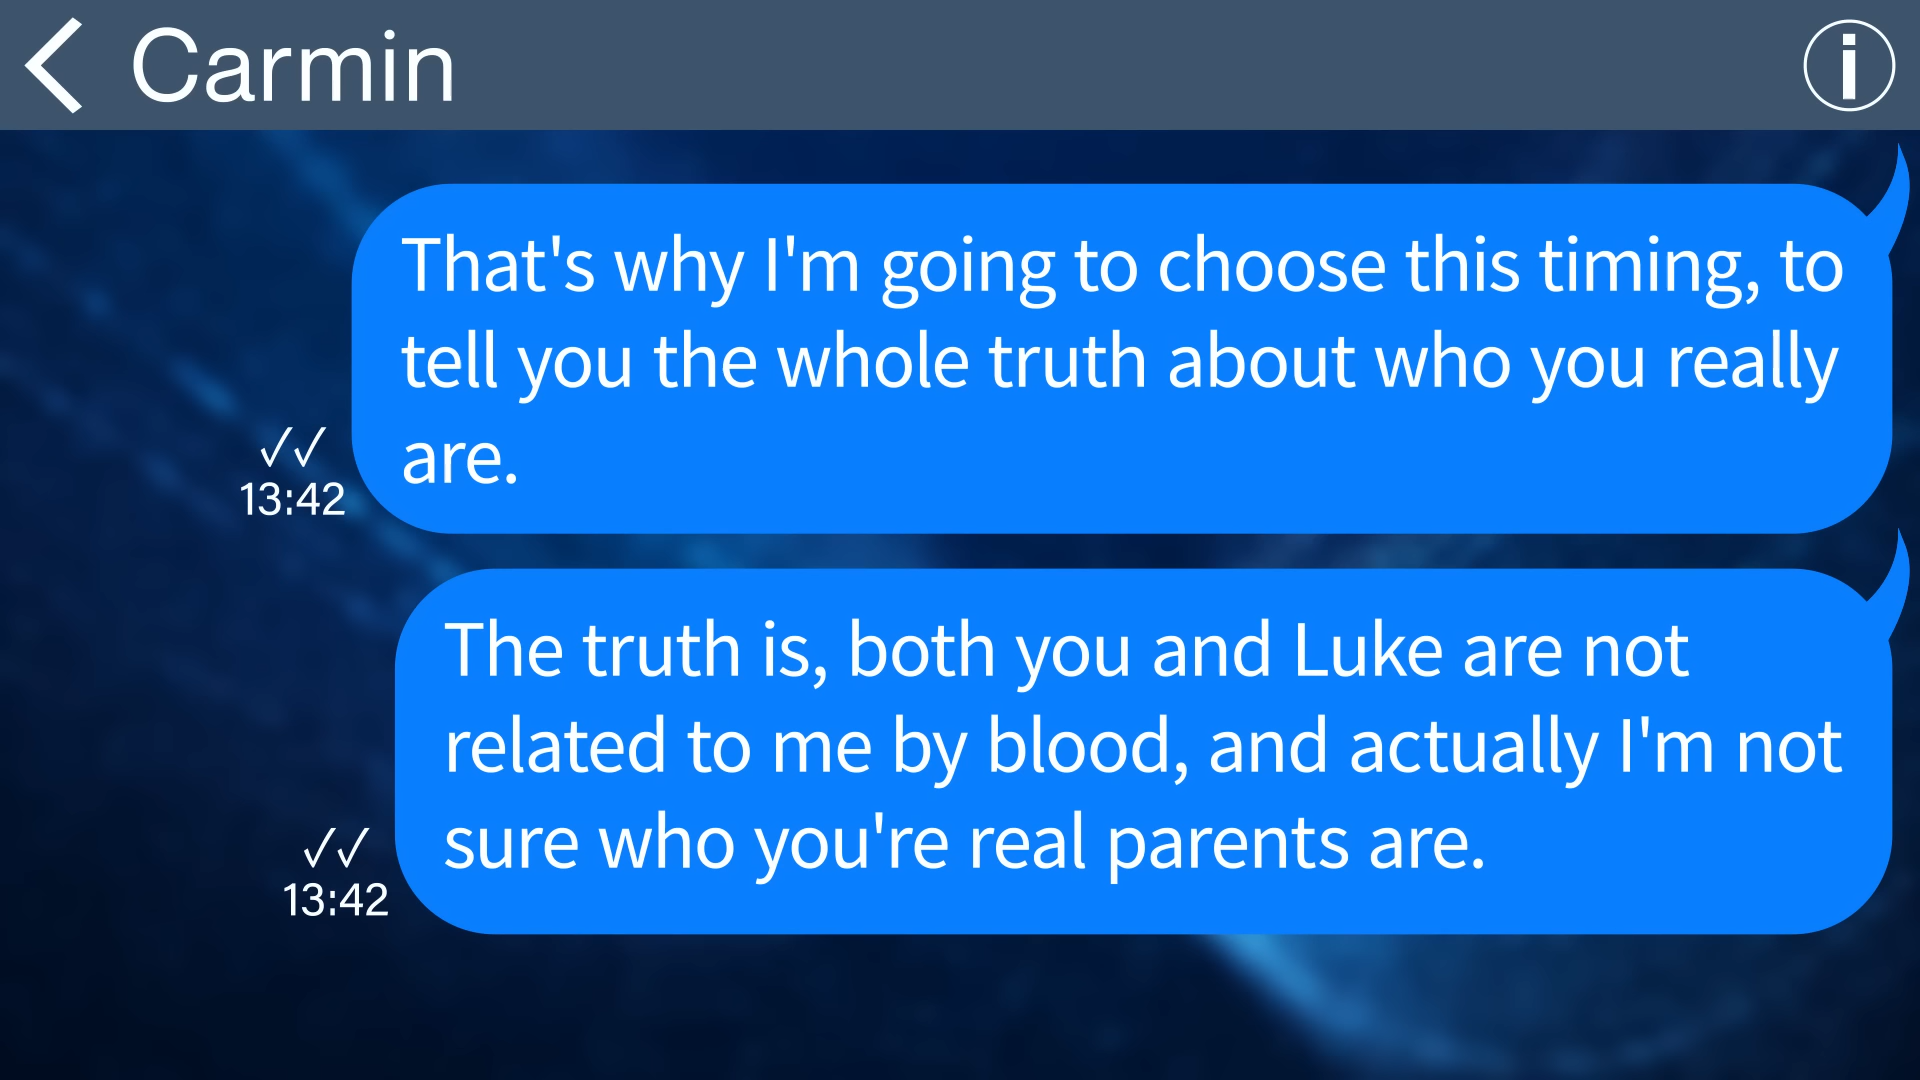 Carmin
That's why I'm going to choose this timing, to
tell you the whole truth about who you really
are.
✓✓
13:42
The truth is, both you and Luke are not
related to me by blood, and actually I'm not
sure who you're real parents are.
✓✓
13:42